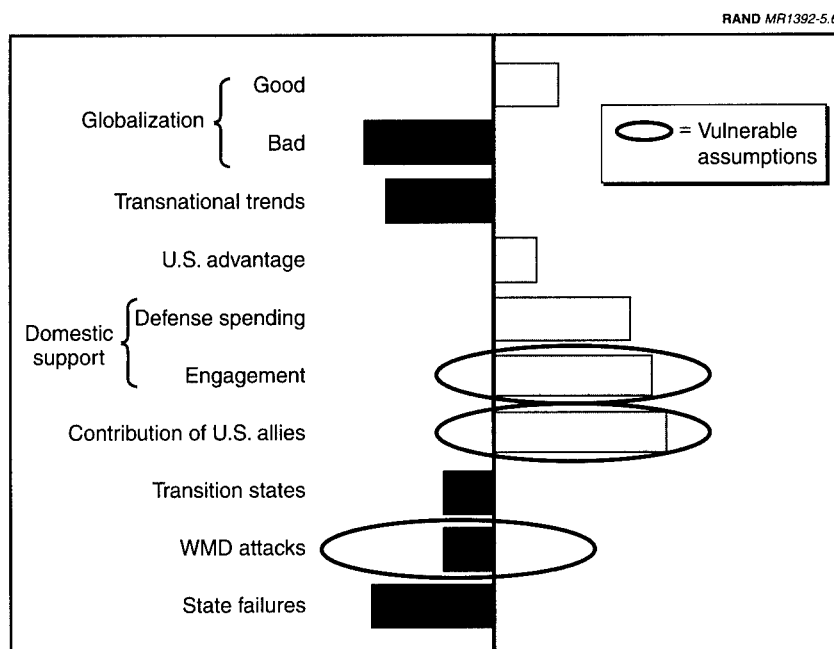 RAND MR1392-5.6
Good
Globalization
Bad
= Vulnerable
assumptions
Transnational trends
U.S. advantage
Defense spending
Domestic
support
Engagement
Contribution of U.S. allies
Transition states
WMD attacks
State failures